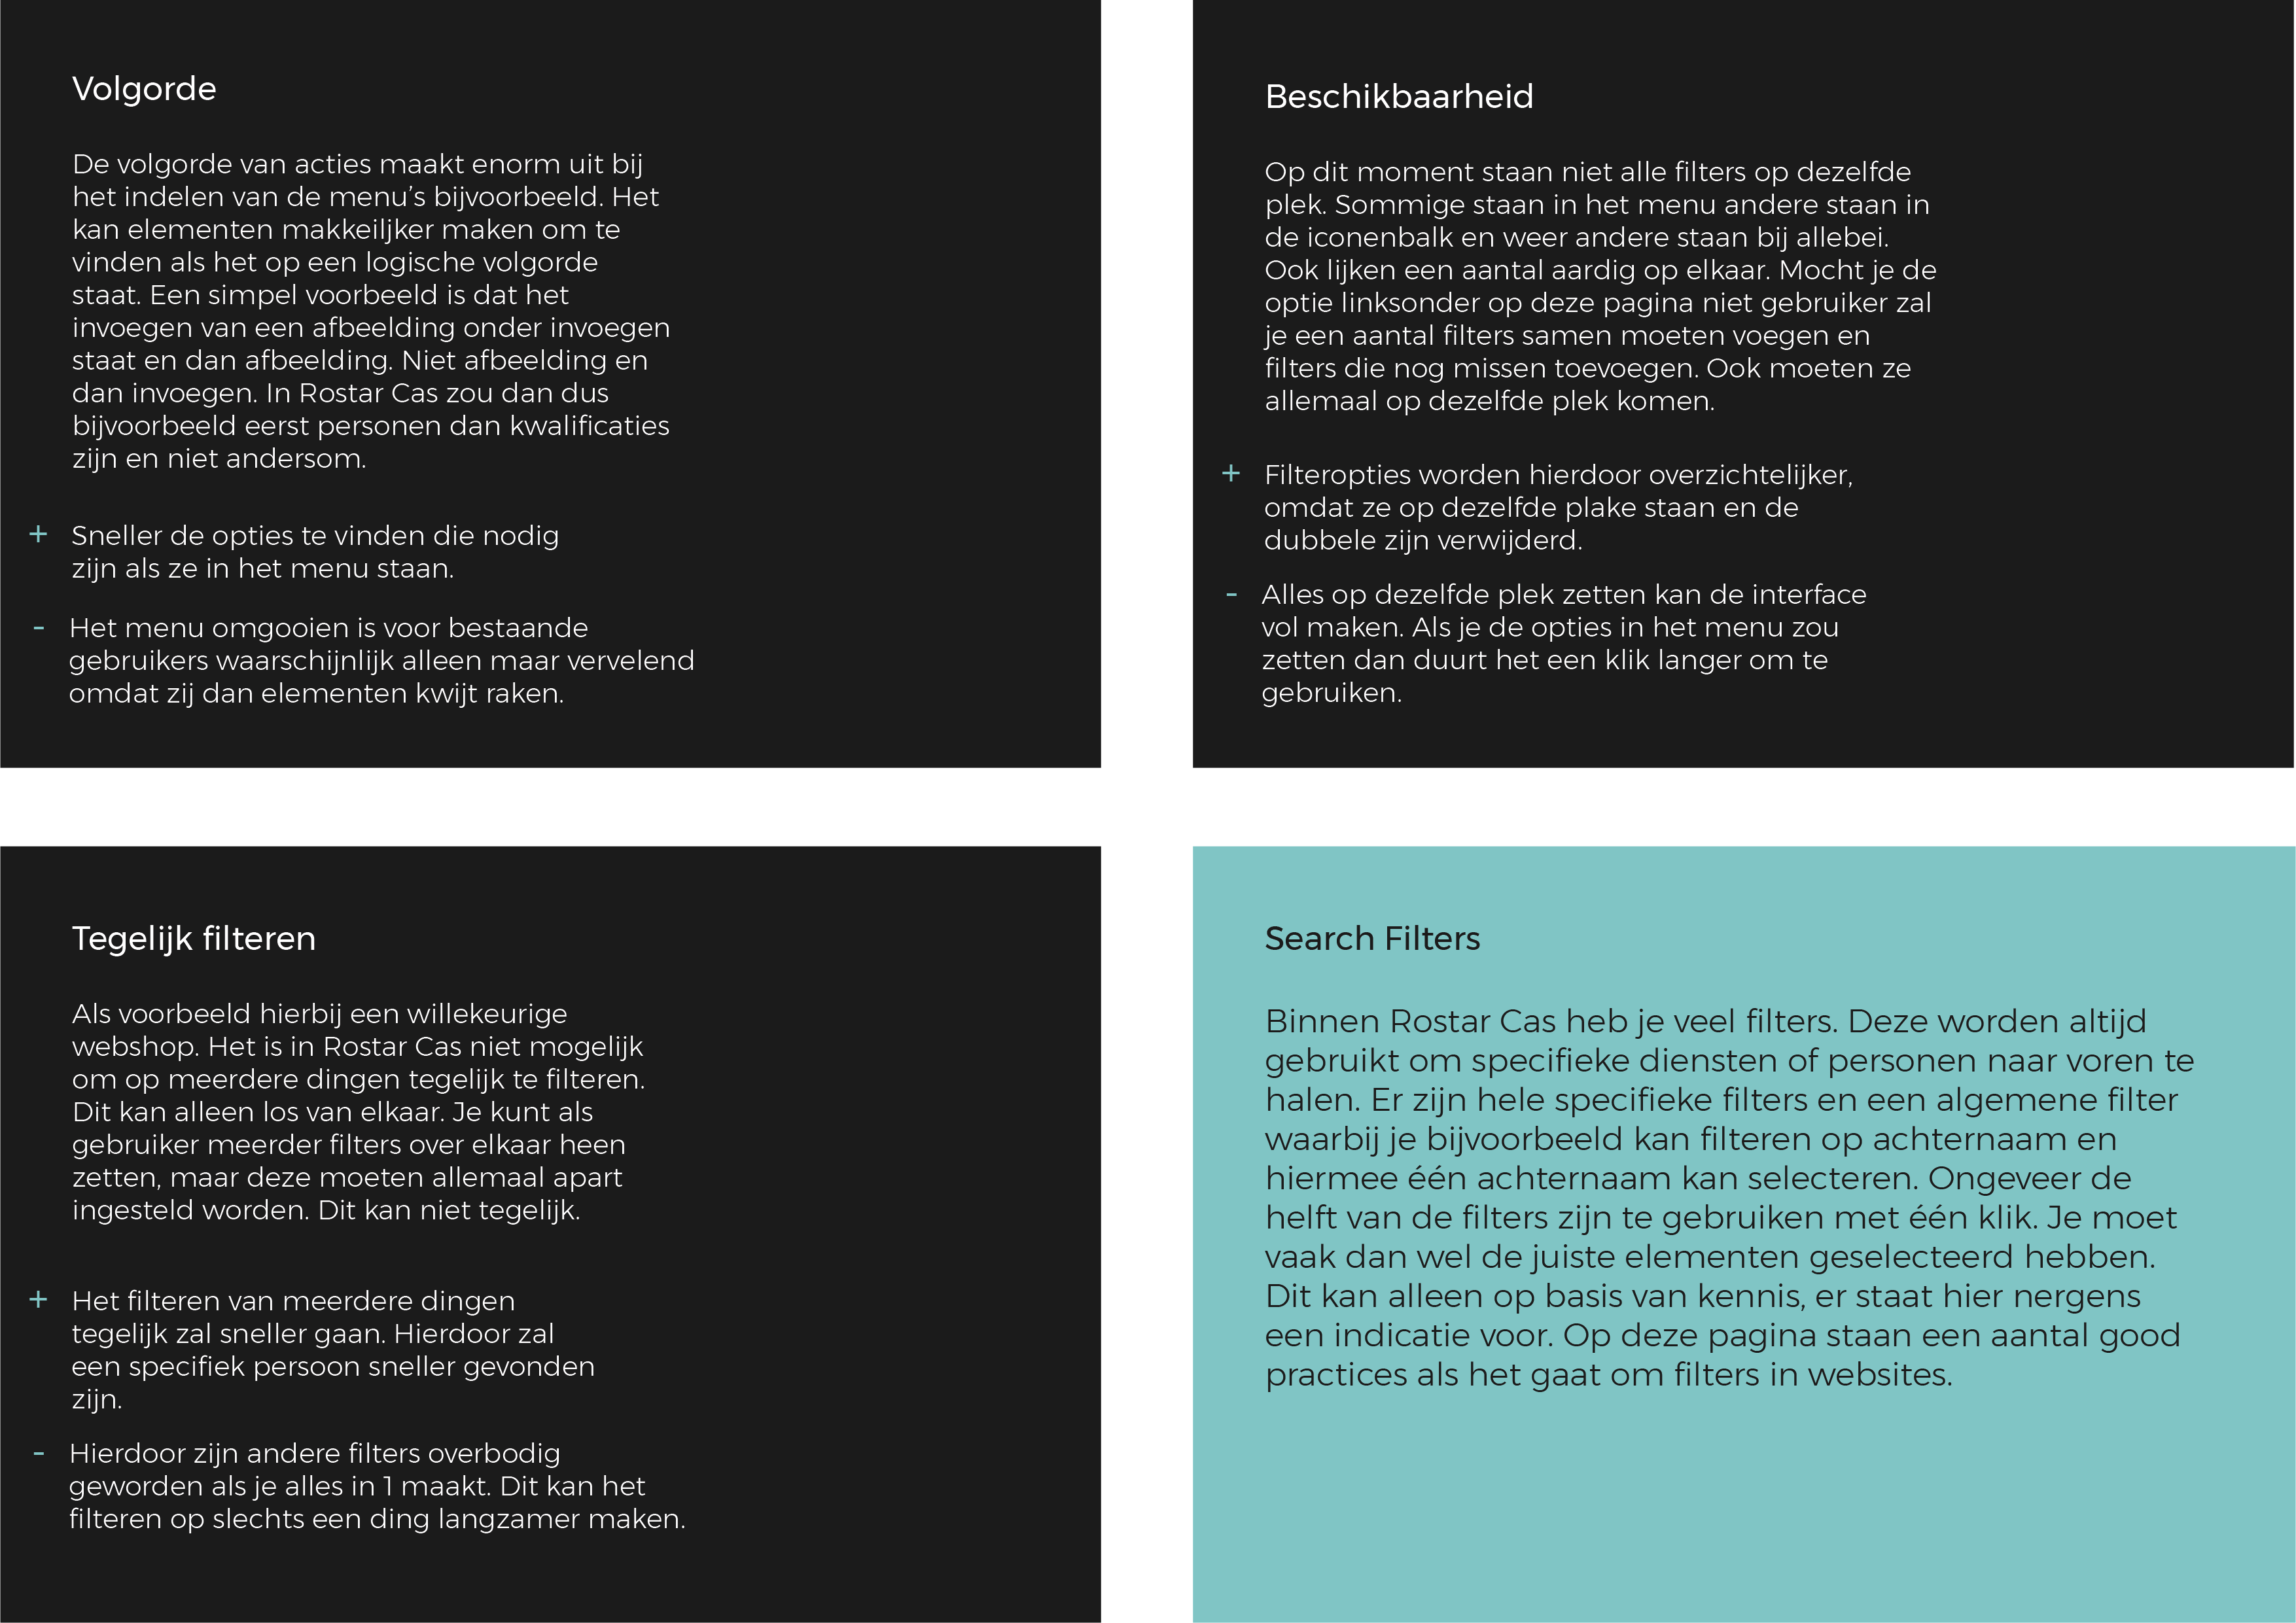 Volgorde
De volgorde van acties maakt enorm uit bij
het indelen van de menu’s bijvoorbeeld. Het
kan elementen makkeiljker maken om te
vinden als het op een logische volgorde
staat. Een simpel voorbeeld is dat het
invoegen van een afbeelding onder invoegen
staat en dan afbeelding. Niet afbeelding en
dan invoegen. In Rostar Cas zou dan dus
bijvoorbeeld eerst personen dan kwalificaties
zijn en niet andersom.
+ Sneller de opties te vinden die nodig
zijn als ze in het menu staan.
- Het menu omgooien is voor bestaande
gebruikers waarschijnlijk alleen maar vervelend
omdat zij dan elementen kwijt raken.
Beschikbaarheid
Op dit moment staan niet alle filters op dezelfde
plek. Sommige staan in het menu andere staan in
de iconenbalk en weer andere staan bij allebei.
Ook lijken een aantal aardig op elkaar. Mocht je de
optie linksonder op deze pagina niet gebruiker zal
je een aantal filters samen moeten voegen en
filters die nog missen toevoegen. Ook moeten ze
allemaal op dezelfde plek komen.
+ Filteropties worden hierdoor overzichtelijker,
omdat ze op dezelfde plake staan en de
dubbele zijn verwijderd.
- Alles op dezelfde plek zetten kan de interface
vol maken. Als je de opties in het menu zou
zetten dan duurt het een klik langer om te
gebruiken.
Tegelijk filteren
Als voorbeeld hierbij een willekeurige
webshop. Het is in Rostar Cas niet mogelijk
om op meerdere dingen tegelijk te filteren.
Dit kan alleen los van elkaar. Je kunt als
gebruiker meerder filters over elkaar heen
zetten, maar deze moeten allemaal apart
ingesteld worden. Dit kan niet tegelijk.
+ Het filteren van meerdere dingen
tegelijk zal sneller gaan. Hierdoor zal
een specifiek persoon sneller gevonden
zijn.
- Hierdoor zijn andere filters overbodig
geworden als je alles in 1 maakt. Dit kan het
filteren op slechts een ding langzamer maken.
Search Filters
Binnen Rostar Cas heb je veel filters. Deze worden altijd
gebruikt om specifieke diensten of personen naar voren te
halen. Er zijn hele specifieke filters en een algemene filter
waarbij je bijvoorbeeld kan filteren op achternaam en
hiermee één achternaam kan selecteren. Ongeveer de
helft van de filters zijn te gebruiken met één klik. Je moet
vaak dan wel de juiste elementen geselecteerd hebben.
Dit kan alleen op basis van kennis, er staat hier nergens
een indicatie voor. Op deze pagina staan een aantal good
practices als het gaat om filters in websites.